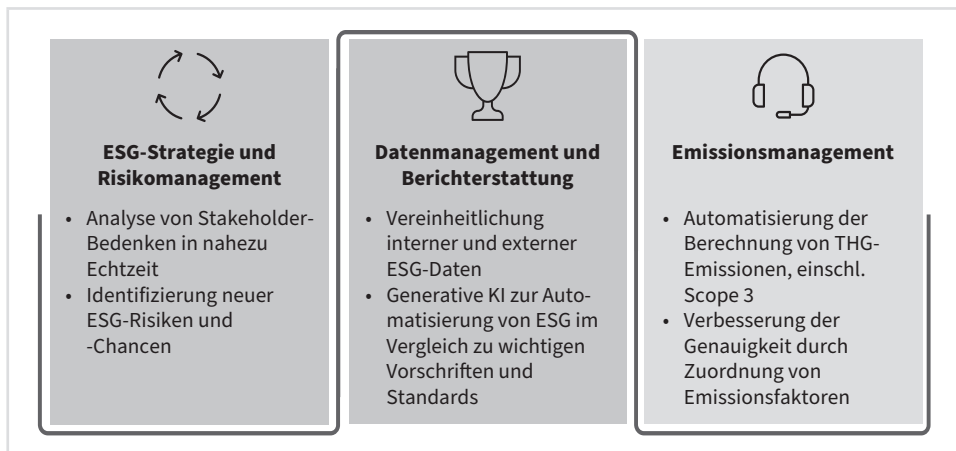 ESG-Strategie und
Risikomanagement
• Analyse von Stakeholder-
Bedenken in nahezu
Echtzeit
• Identifizierung neuer
ESG-Risiken und
-Chancen
Datenmanagement und
Berichterstattung
• Vereinheitlichung
interner und externer
ESG-Daten
• Generative KI zur Auto-
matisierung von ESG im
Vergleich zu wichtigen
Vorschriften und
Standards
Emissionsmanagement
• Automatisierung der
Berechnung von THG-
Emissionen, einschl.
Scope 3
• Verbesserung der
Genauigkeit durch
Zuordnung von
Emissionsfaktoren